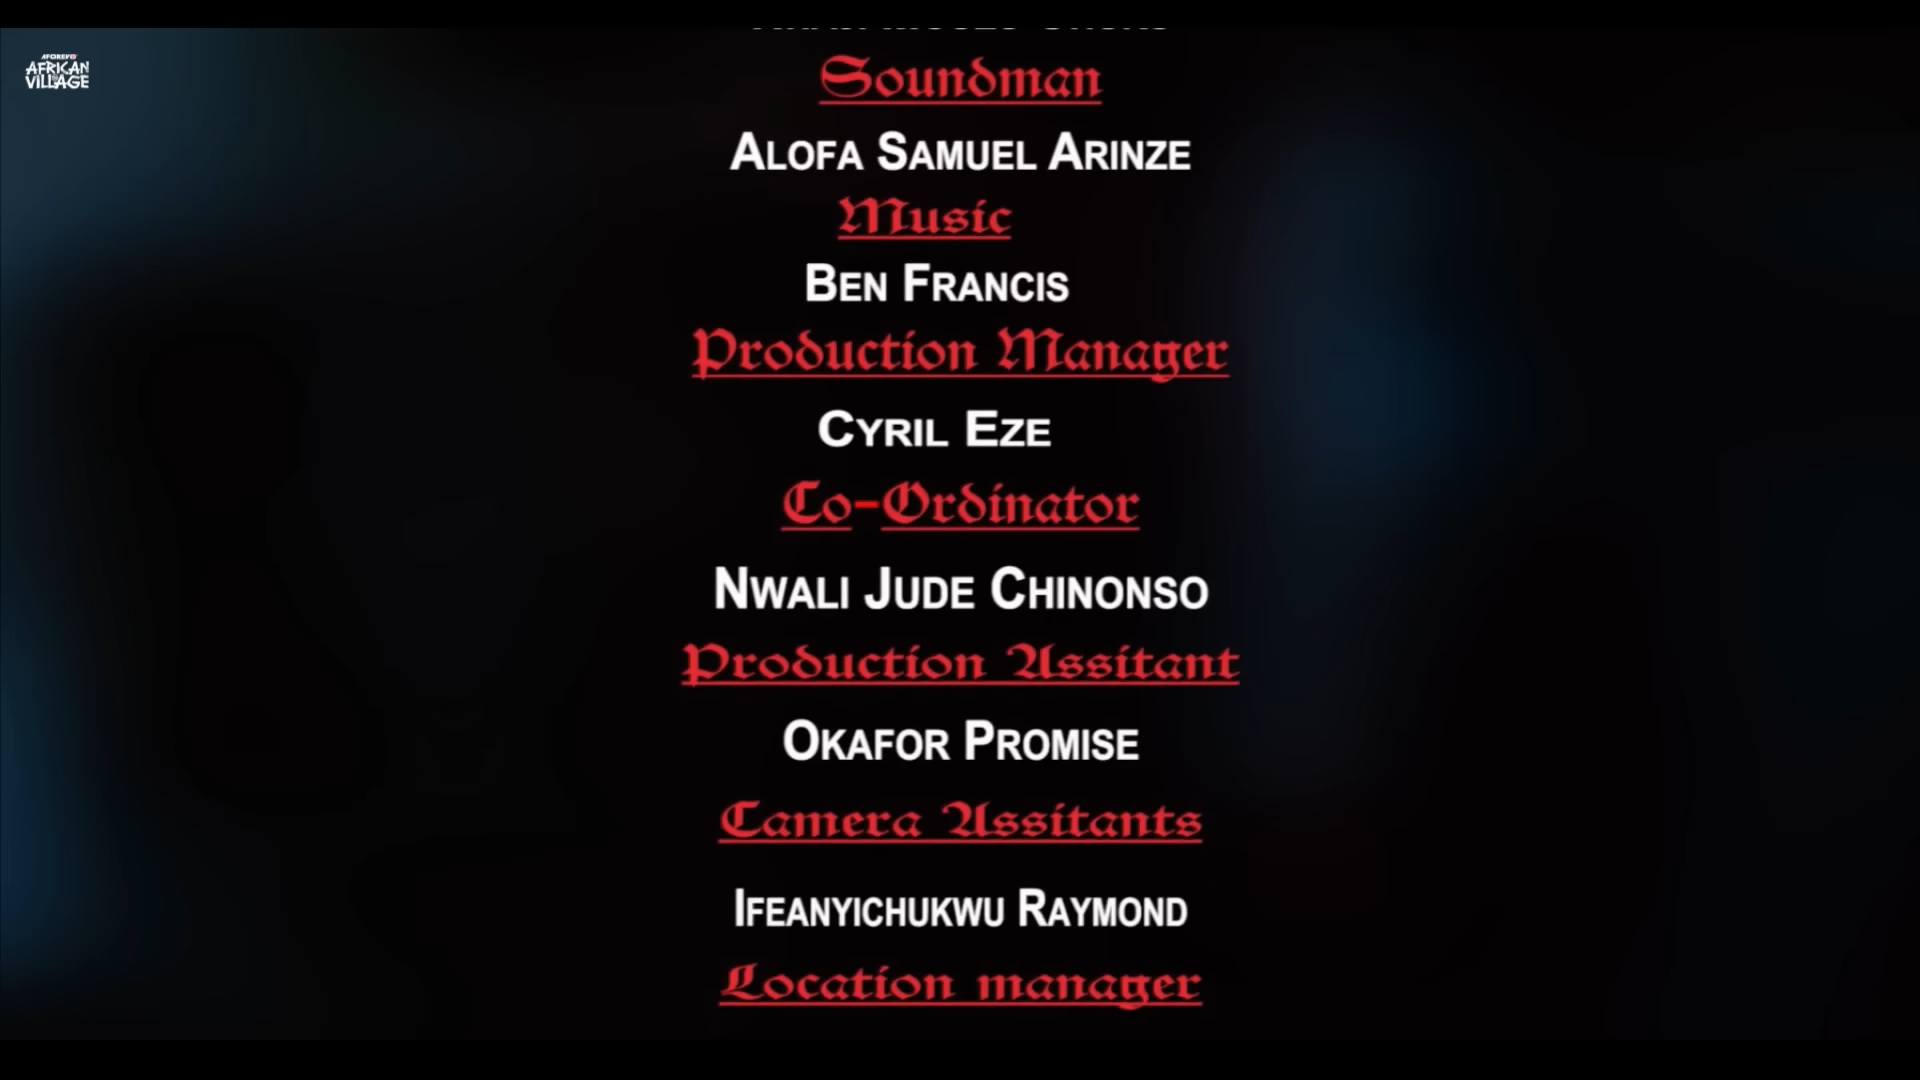 AFOREVO
AFRICAN
VILLAGE
Soundman
ALOFA SAMUEL ARINZE
Music
BEN FRANCIS
Production Manager
CYRIL EZE
Co-Ordinator
NWALI JUDE CHINONSO
Production Assitant
OKAFOR PROMISE
Camera Assitants
IFEANYICHUKWU RAYMOND
Location manager